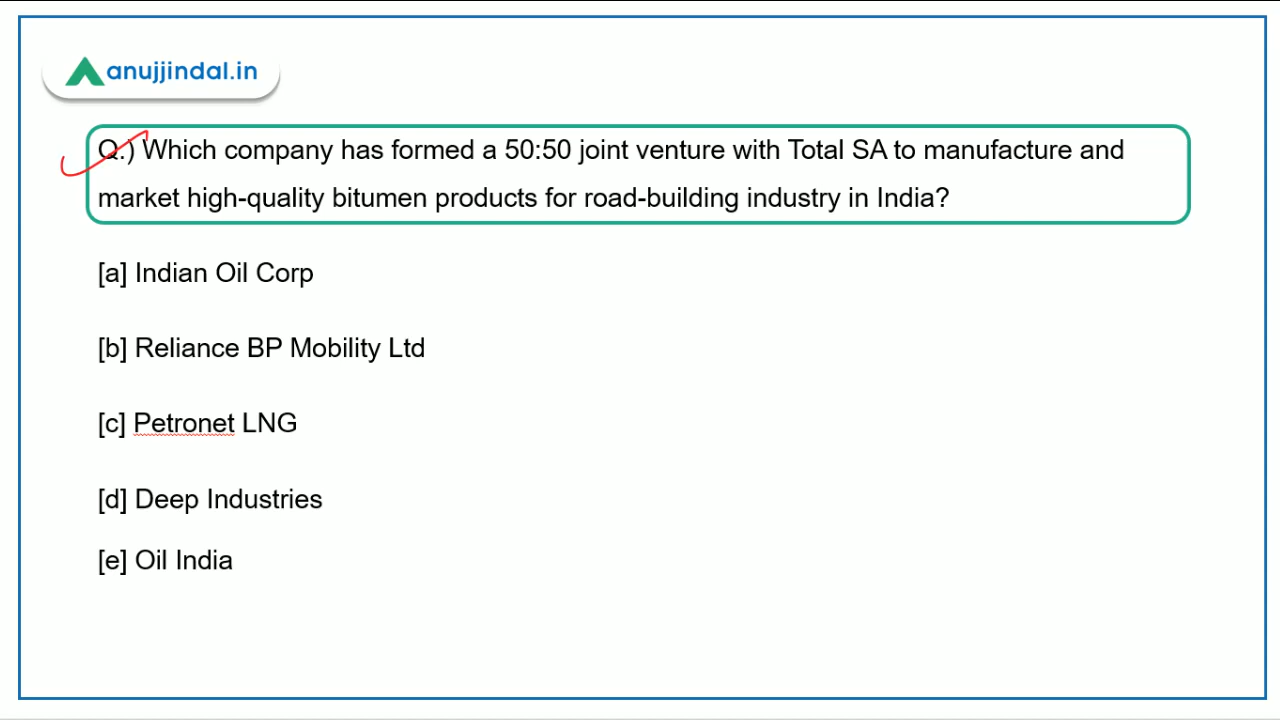 anujjindal.in
Q.) Which company has formed a 50:50 joint venture with Total SA to manufacture and
market high-quality bitumen products for road-building industry in India?
[a] Indian Oil Corp
[b] Reliance BP Mobility Ltd
[c] Petronet LNG
[d] Deep Industries
[e] Oil India